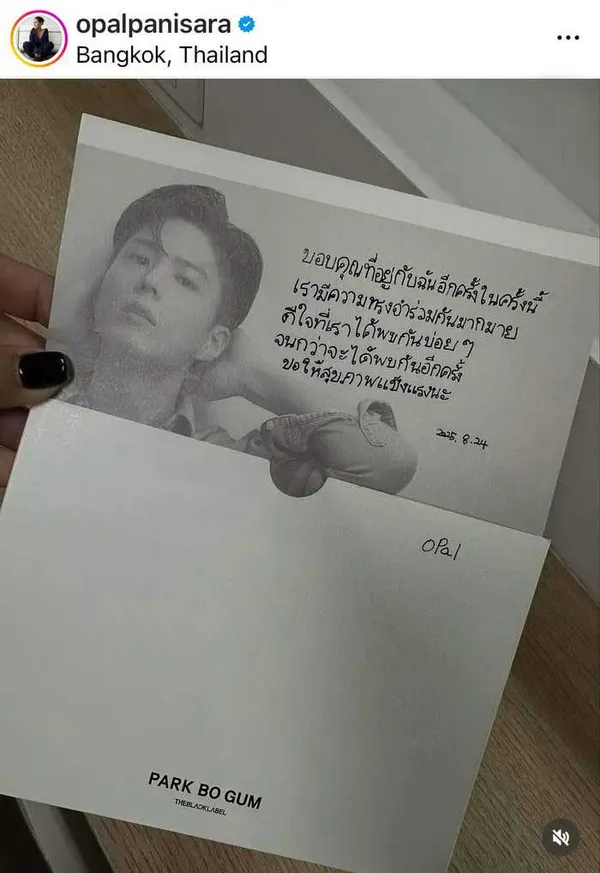 opalpanisara
Bangkok, Thailand
ขอบคุณที่อยู่กับฉันอีกครั้งในครั้งนี้
เรามีความทรงจำร่วมกันมากมาย
ดีใจที่เราได้พบกันบ่อย ๆ
จนกว่าจะได้พบกันอีกครั้ง
ขอให้สุขภาพแข็งแรงนะ
2025. 8. 24
OPal
PARK BO GUM
THEBLACKLABEL